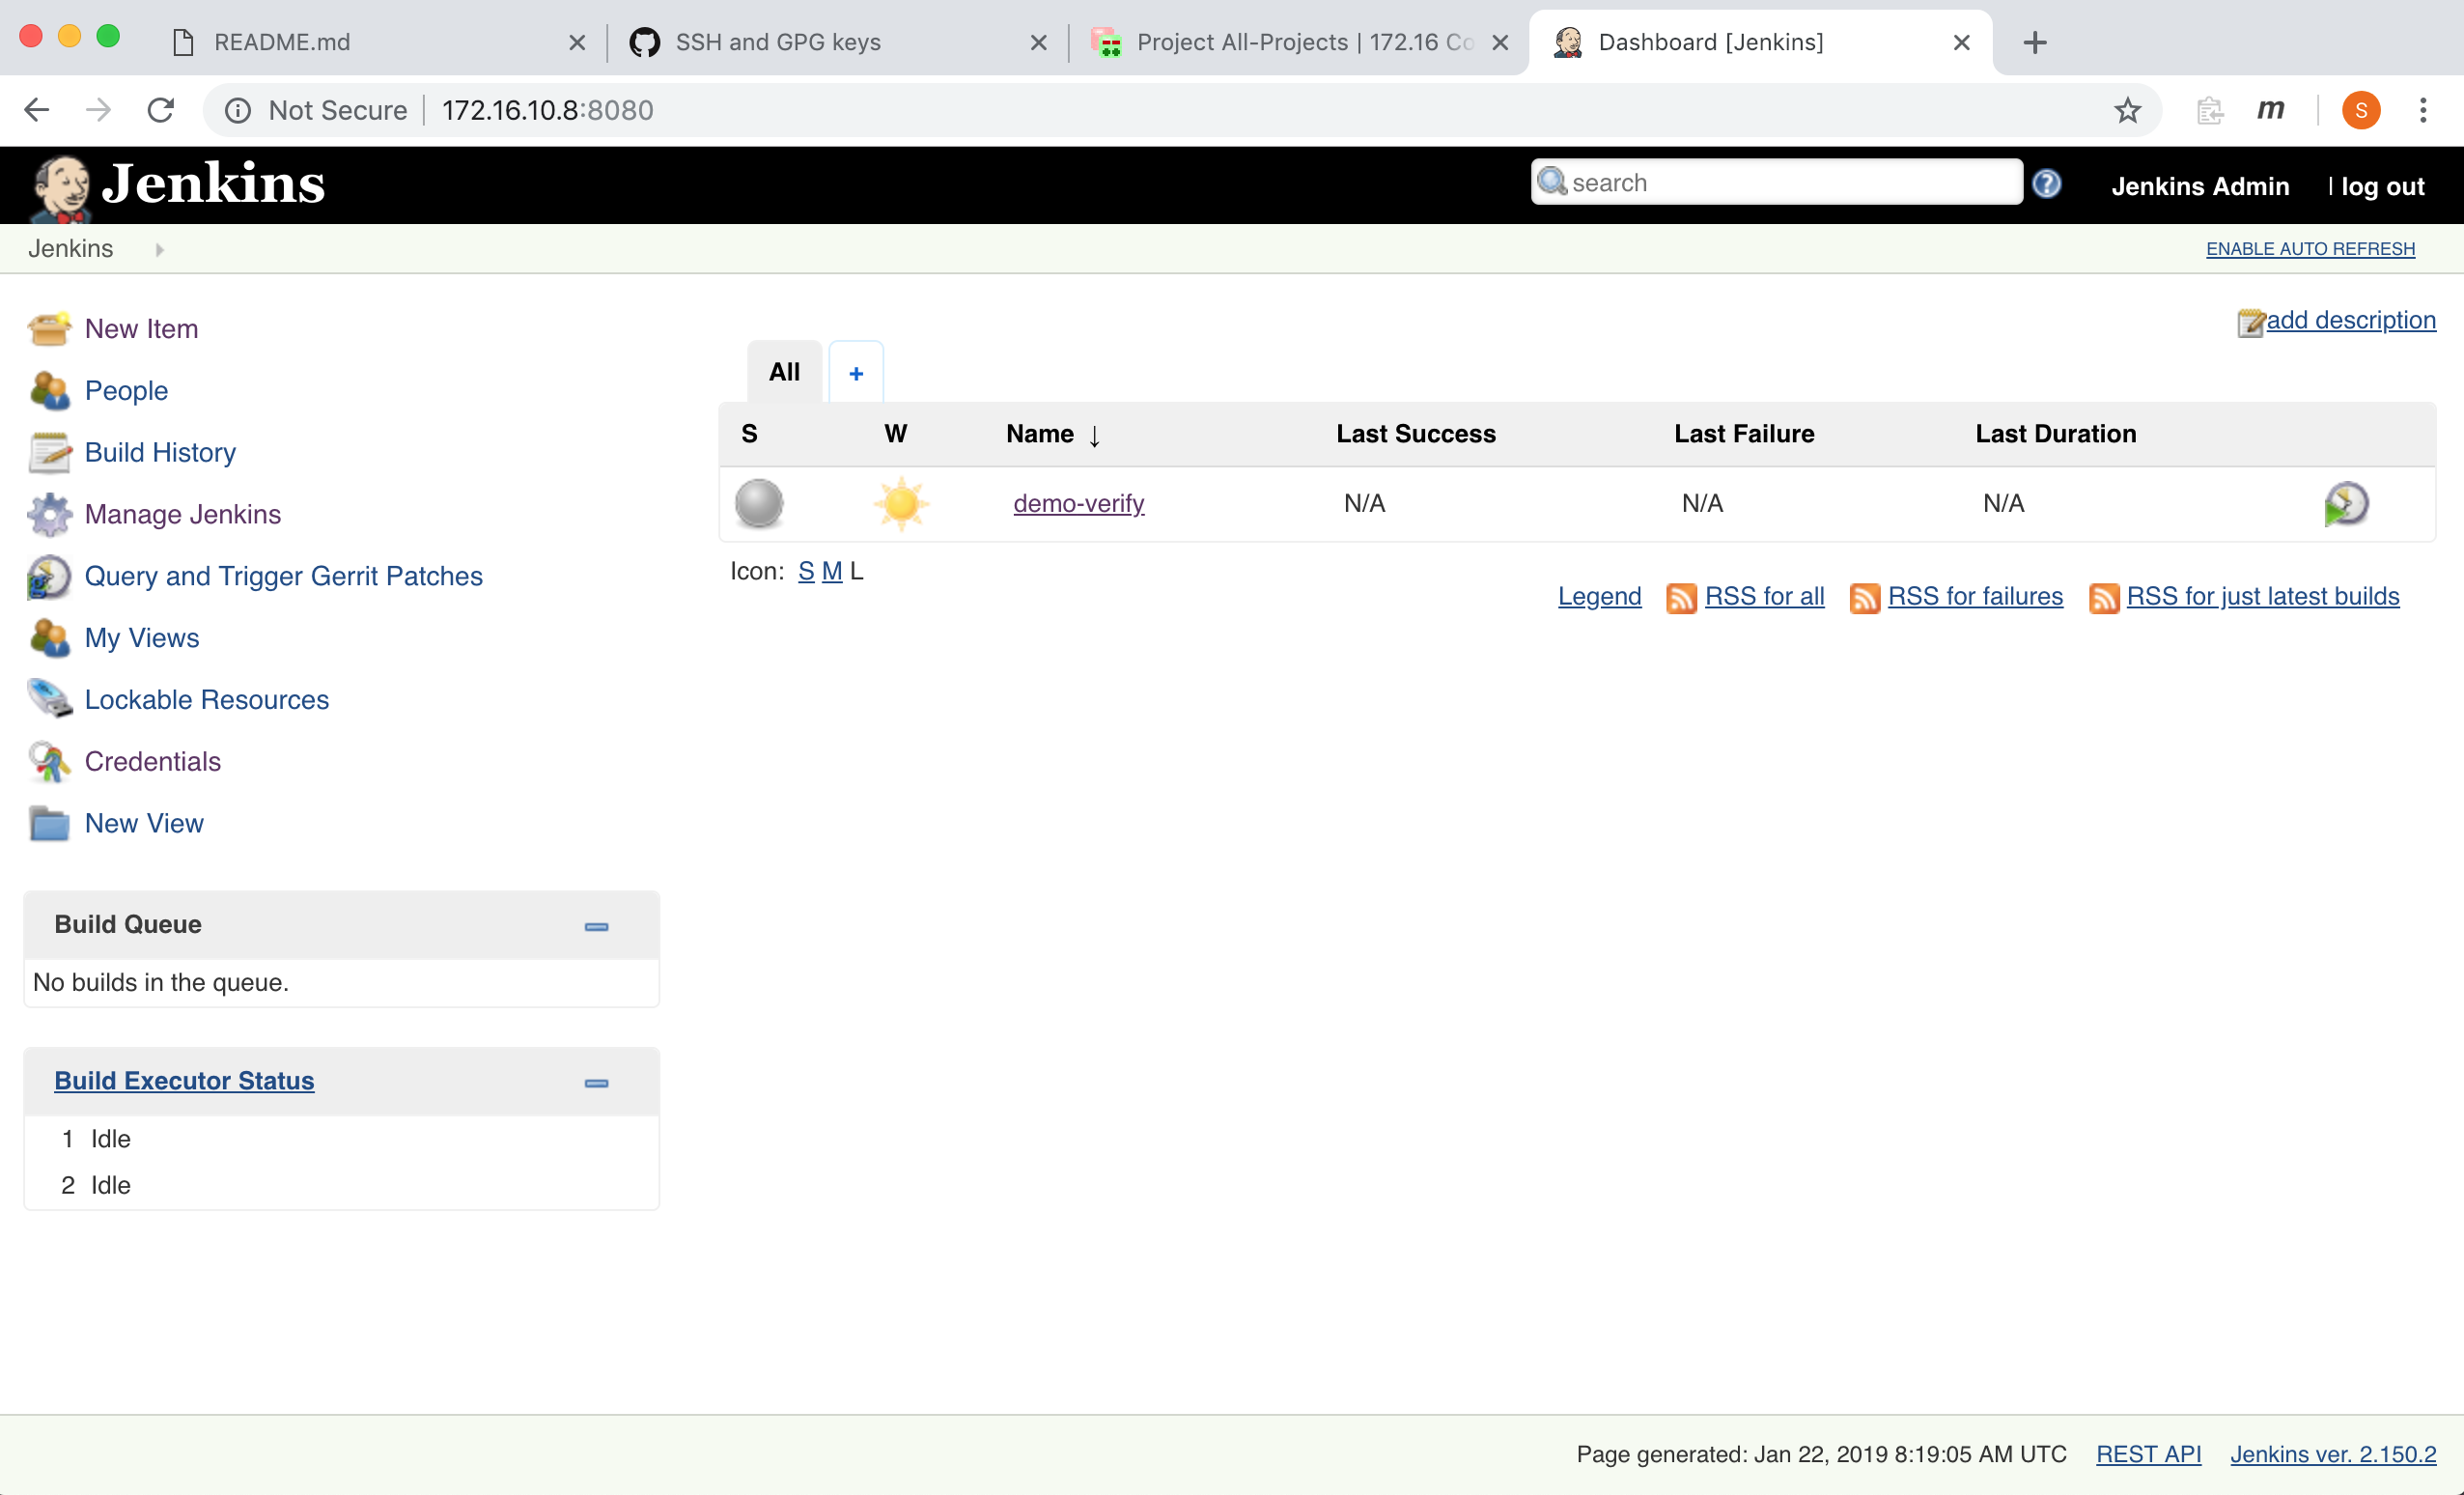 README.md
SSH and GPG keys
Project All-Projects | 172.16 Co
Dashboard [Jenkins]
Not Secure 172.16.10.8:8080
m
S
Jenkins
search
Jenkins Admin | log out
Jenkins
ENABLE AUTO REFRESH
New Item
People
Build History
Manage Jenkins
Query and Trigger Gerrit Patches
My Views
Lockable Resources
Credentials
New View
Build Queue
No builds in the queue.
Build Executor Status
1 Idle
2 Idle
add description
All +
S W Name ↓ Last Success Last Failure Last Duration
demo-verify N/A N/A N/A
Icon: S M L
Legend RSS for all RSS for failures RSS for just latest builds
Page generated: Jan 22, 2019 8:19:05 AM UTC REST API Jenkins ver. 2.150.2